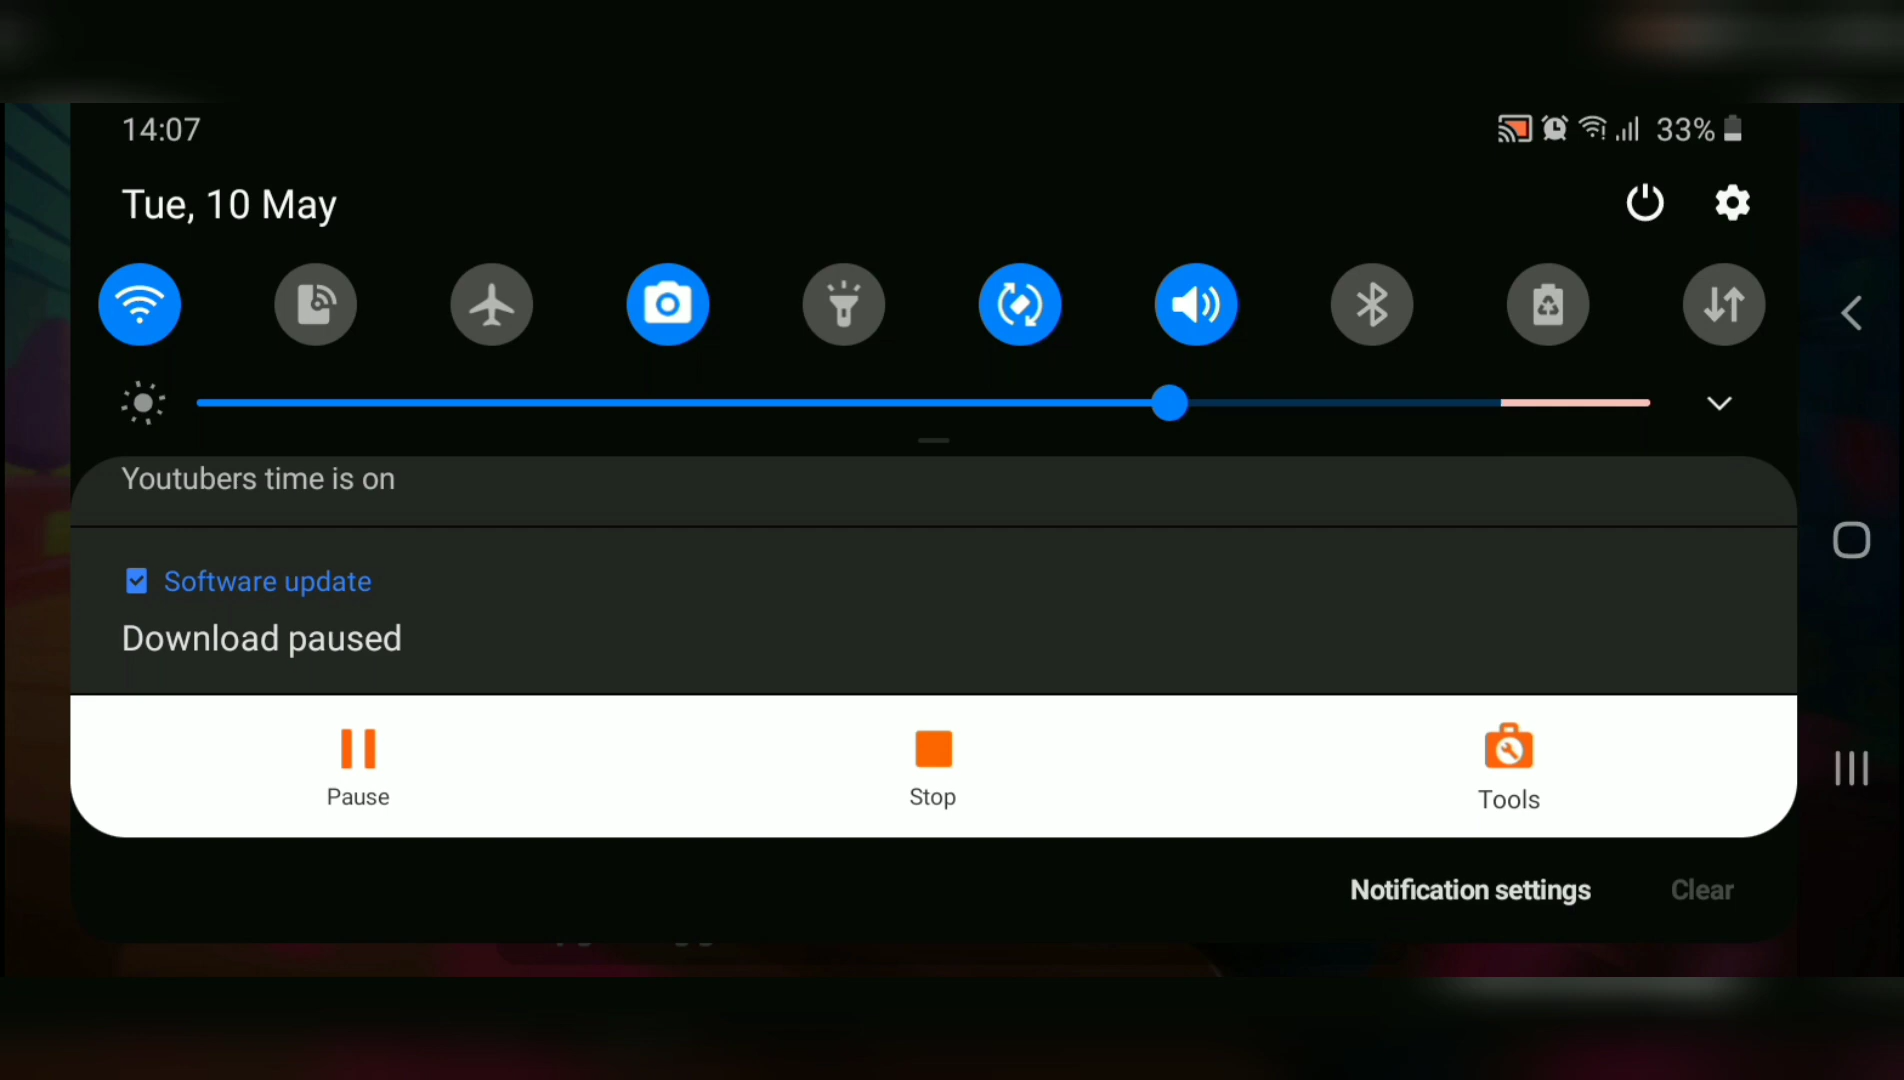 14:07
33%
Tue, 10 May
Youtubers time is on
Software update
Download paused
Pause
Stop
Tools
Notification settings
Clear